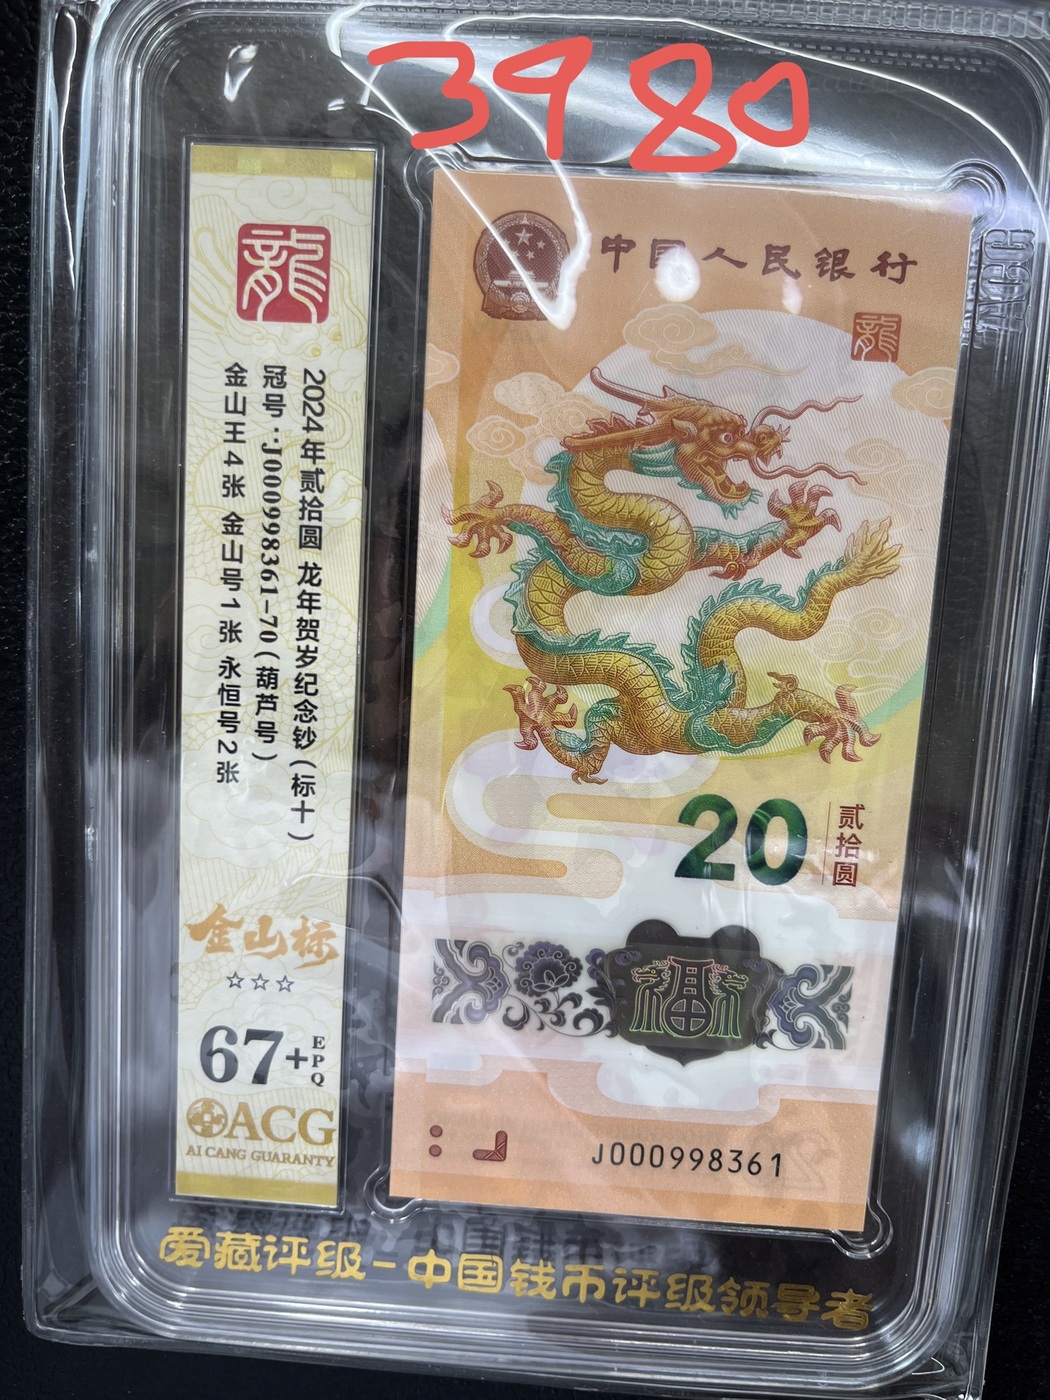 3980
龍
2024年贰拾圆 龙年贺岁纪念钞(标十)
冠号:J000998361-70(葫芦号)
金山王4张 金山号1张 永恒号2张
金山标
☆☆☆
67+EPQ
ACG
AI CANG GUARANTY
中国人民银行
龍
20
贰拾圆
福
J000998361
爱藏评级-中国钱币评级领导者